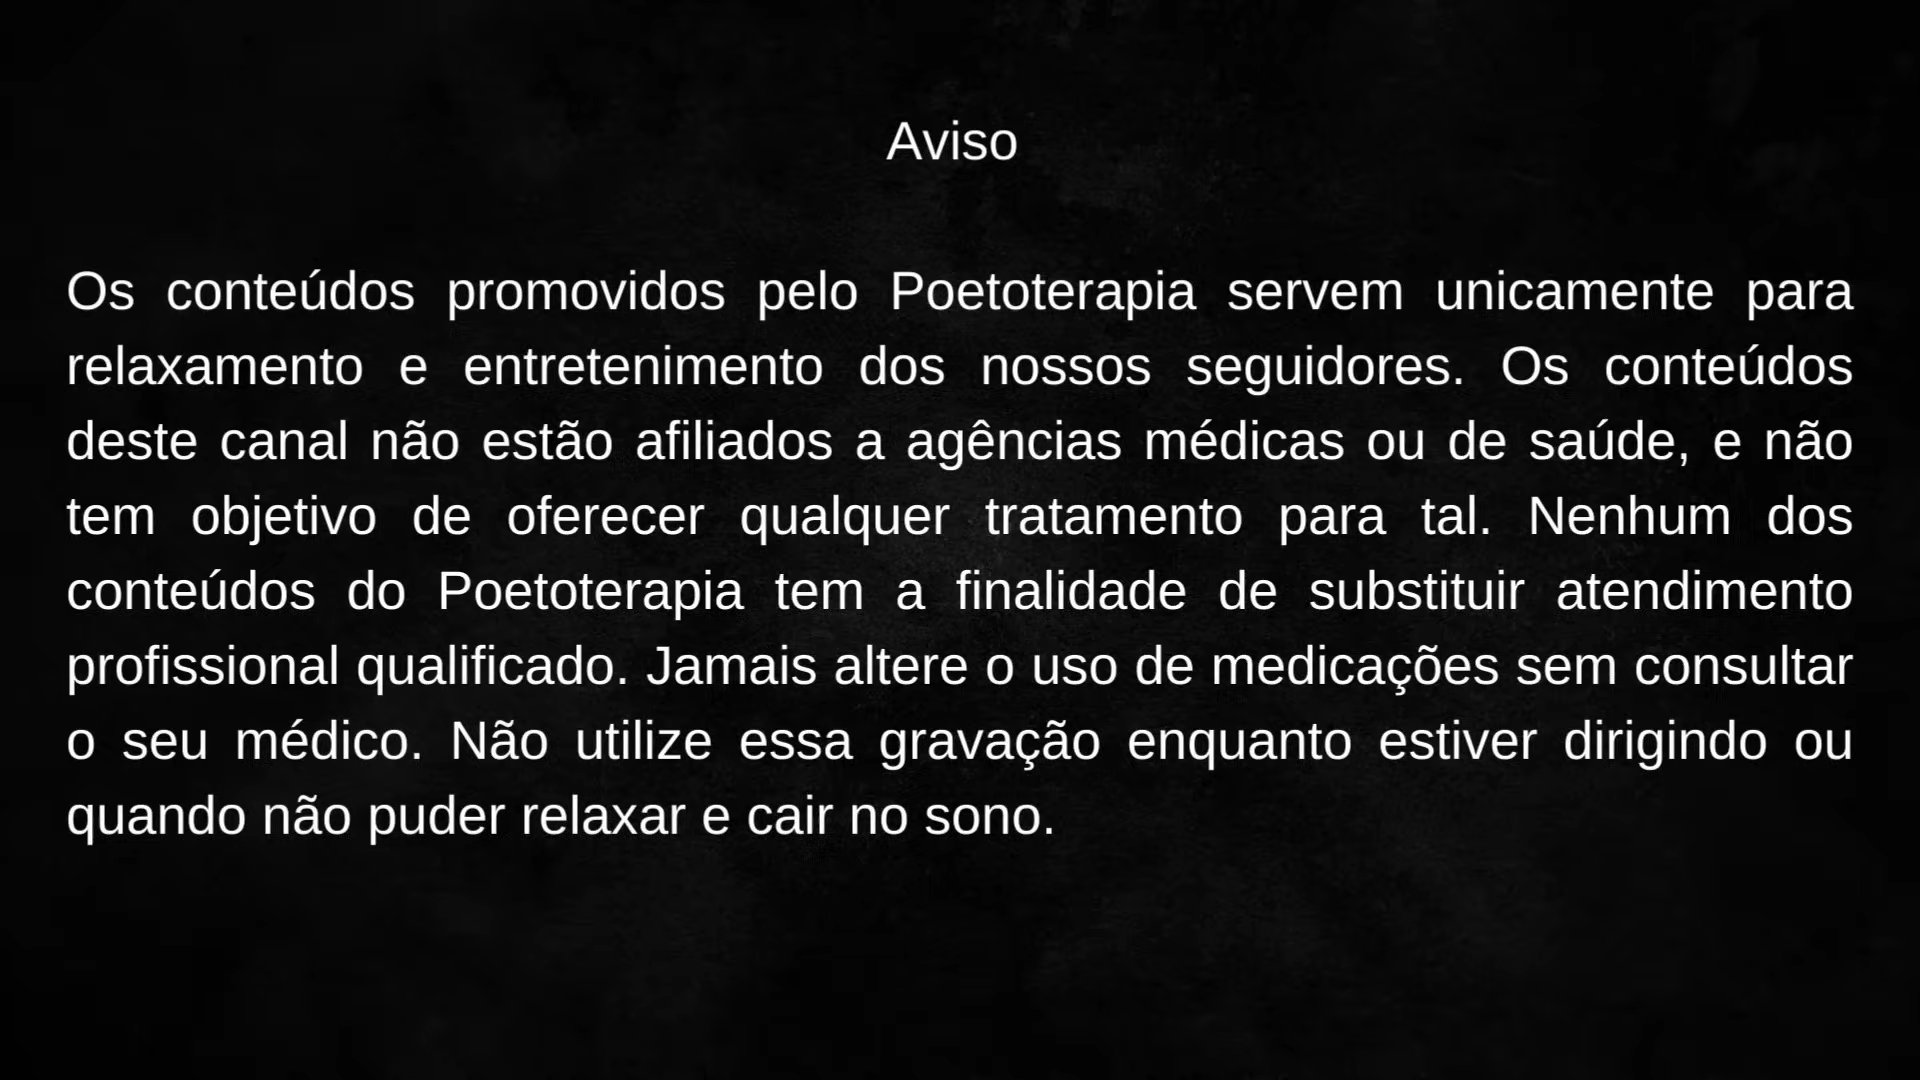 Aviso
Os conteúdos promovidos pelo Poetoterapia servem unicamente para
relaxamento e entretenimento dos nossos seguidores. Os conteúdos
deste canal não estão afiliados a agências médicas ou de saúde, e não
tem objetivo de oferecer qualquer tratamento para tal. Nenhum dos
conteúdos do Poetoterapia tem a finalidade de substituir atendimento
profissional qualificado. Jamais altere o uso de medicações sem consultar
o seu médico. Não utilize essa gravação enquanto estiver dirigindo ou
quando não puder relaxar e cair no sono.